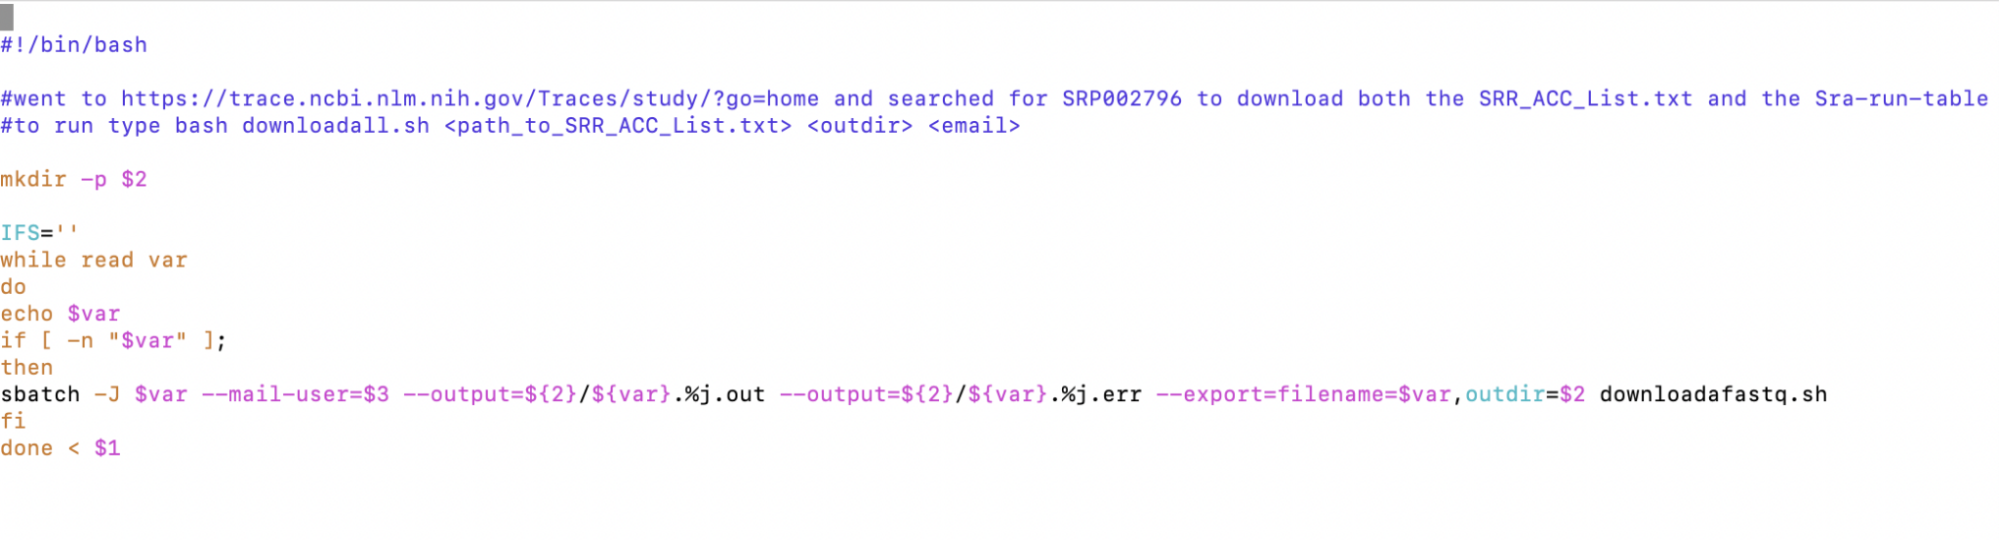 #!/bin/bash
#went to https://trace.ncbi.nlm.nih.gov/Traces/study/?go=home and searched for SRP002796 to download both the SRR_ACC_List.txt and the Sra-run-table
#to run type bash downloadall.sh <path_to_SRR_ACC_List.txt> <outdir> <email>
mkdir -p $2
IFS=''
while read var
do
echo $var
if [ -n "$var" ];
then
sbatch -J $var --mail-user=$3 --output=${2}/${var}.%j.out --output=${2}/${var}.%j.err --export=filename=$var,outdir=$2 downloadafastq.sh
fi
done < $1